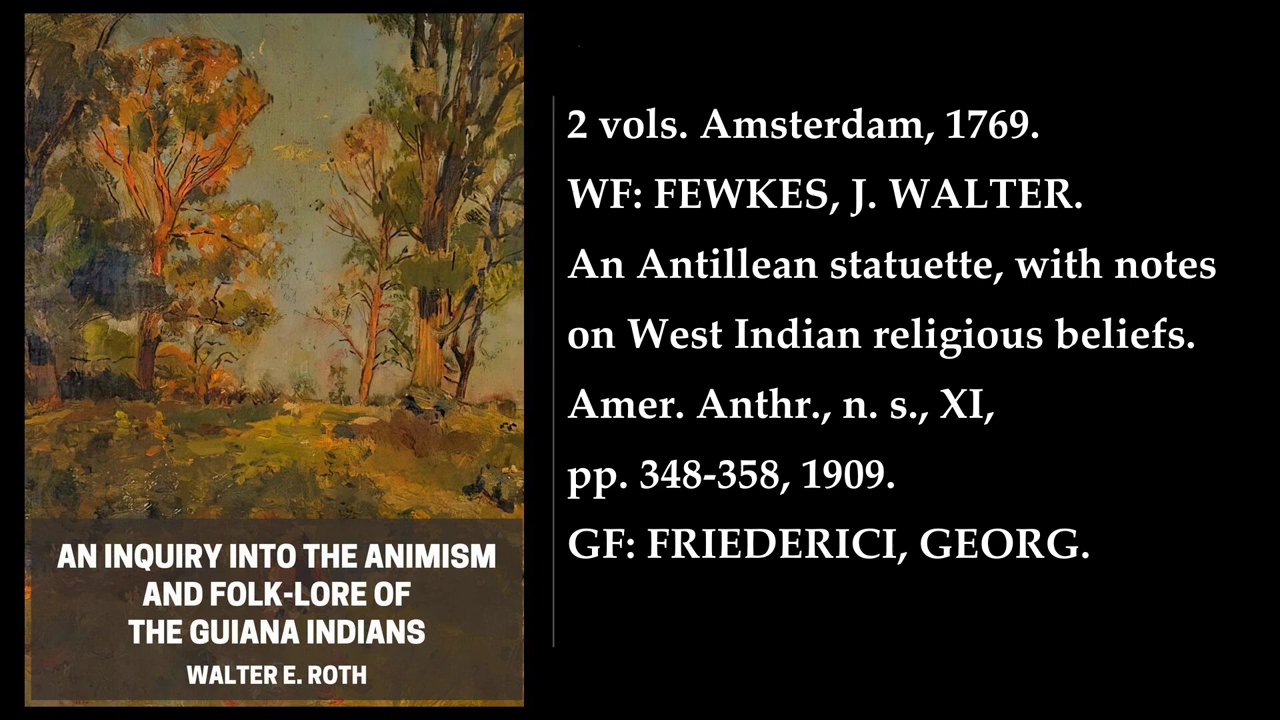 AN INQUIRY INTO THE ANIMISM
AND FOLK-LORE OF
THE GUIANA INDIANS
WALTER E. ROTH
2 vols. Amsterdam, 1769.
WF: FEWKES, J. WALTER.
An Antillean statuette, with notes
on West Indian religious beliefs.
Amer. Anthr., n. s., XI,
pp. 348-358, 1909.
GF: FRIEDERICI, GEORG.